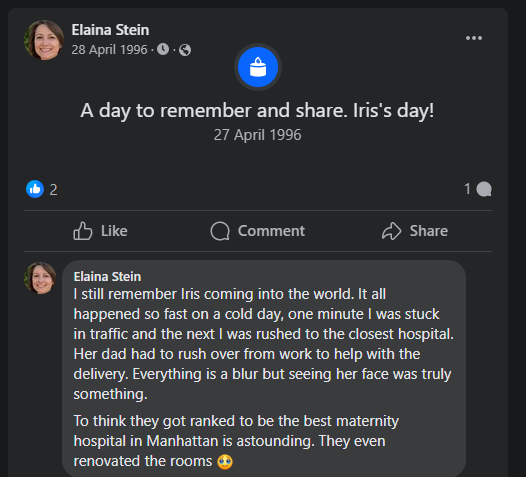 Elaina Stein
28 April 1996 ·  · 
A day to remember and share. Iris's day!
27 April 1996
2
1
Like
Comment
Share
Elaina Stein
I still remember Iris coming into the world. It all
happened so fast on a cold day, one minute I was stuck
in traffic and the next I was rushed to the closest hospital.
Her dad had to rush over from work to help with the
delivery. Everything is a blur but seeing her face was truly
something.
To think they got ranked to be the best maternity
hospital in Manhattan is astounding. They even
renovated the rooms 🥹